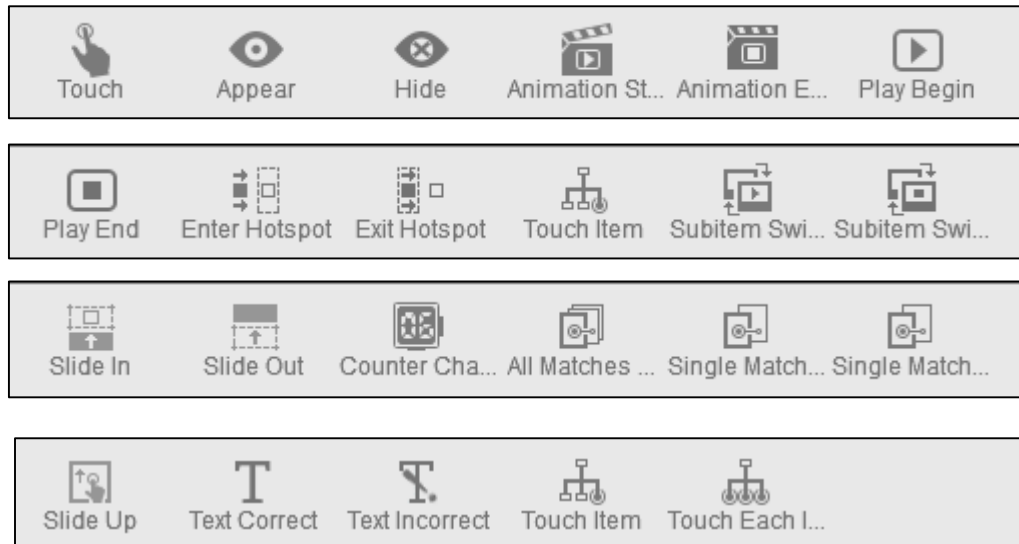 Touch Appear Hide Animation St... Animation E... Play Begin
Play End Enter Hotspot Exit Hotspot Touch Item Subitem Swi... Subitem Swi...
Slide In Slide Out Counter Cha... All Matches ... Single Match... Single Match...
Slide Up Text Correct Text Incorrect Touch Item Touch Each I...